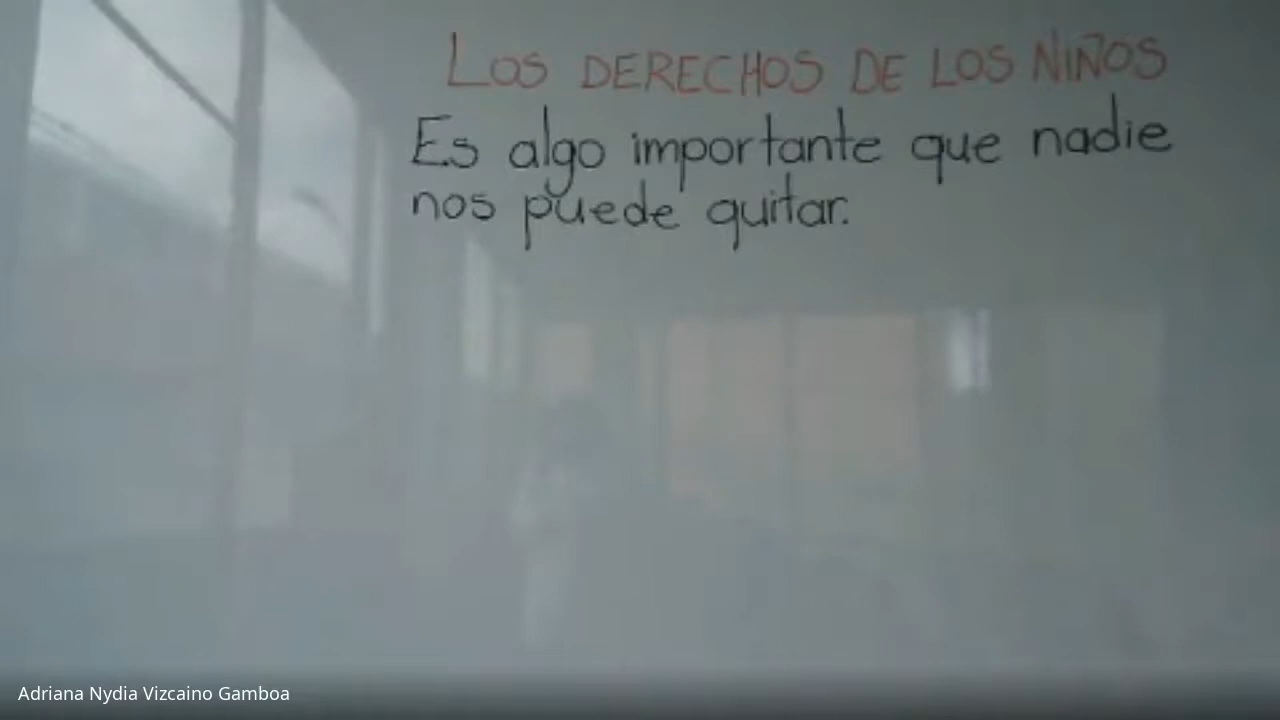 LOS DERECHOS DE LOS NIÑOS
Es algo importante que nadie
nos puede quitar.
Adriana Nydia Vizcaino Gamboa